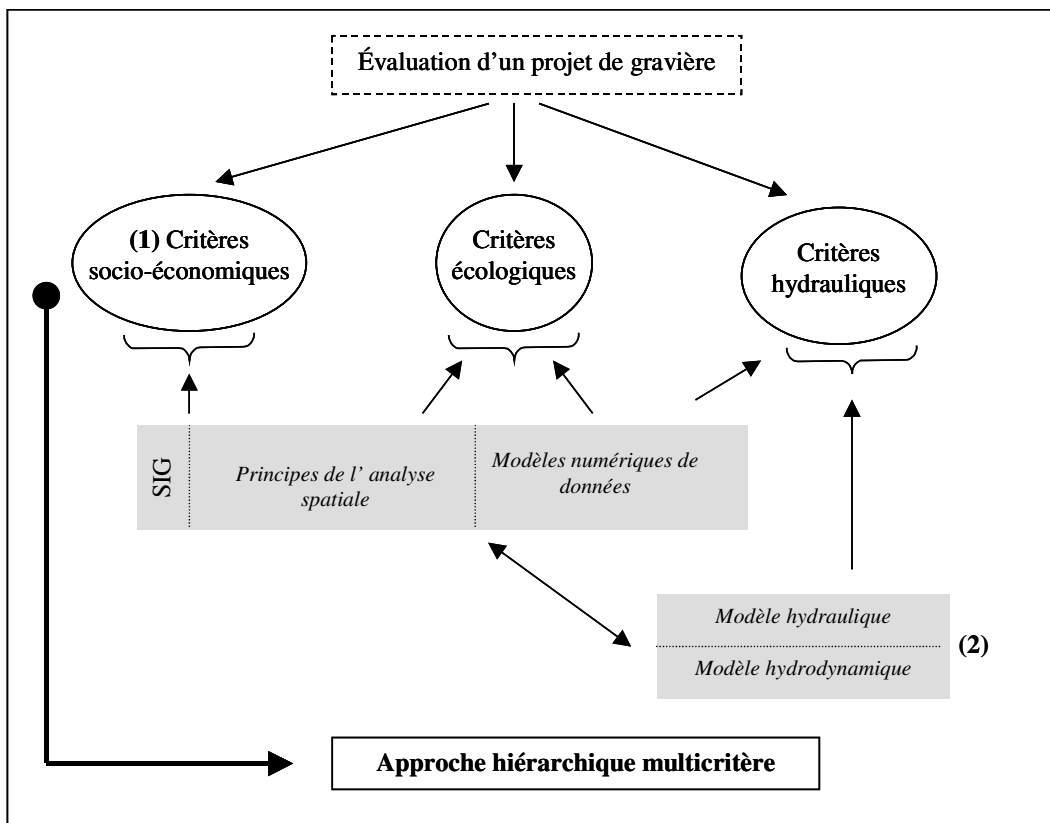 Évaluation d’un projet de gravière
(1) Critères
socio-économiques
Critères
écologiques
Critères
hydrauliques
SIG
Principes de l’ analyse
spatiale
Modèles numériques de
données
Modèle hydraulique
Modèle hydrodynamique
(2)
Approche hiérarchique multicritère